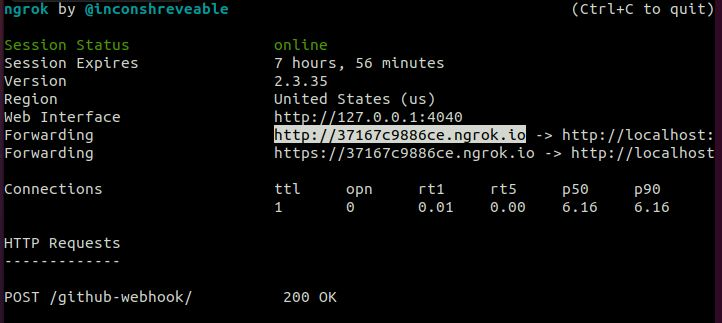 ngrok by @inconshreveable (Ctrl+C to quit)
Session Status online
Session Expires 7 hours, 56 minutes
Version 2.3.35
Region United States (us)
Web Interface http://127.0.0.1:4040
Forwarding http://37167c9886ce.ngrok.io -> http://localhost:
Forwarding https://37167c9886ce.ngrok.io -> http://localhost
Connections ttl opn rt1 rt5 p50 p90
1 0 0.01 0.00 6.16 6.16
HTTP Requests
-------------
POST /github-webhook/ 200 OK